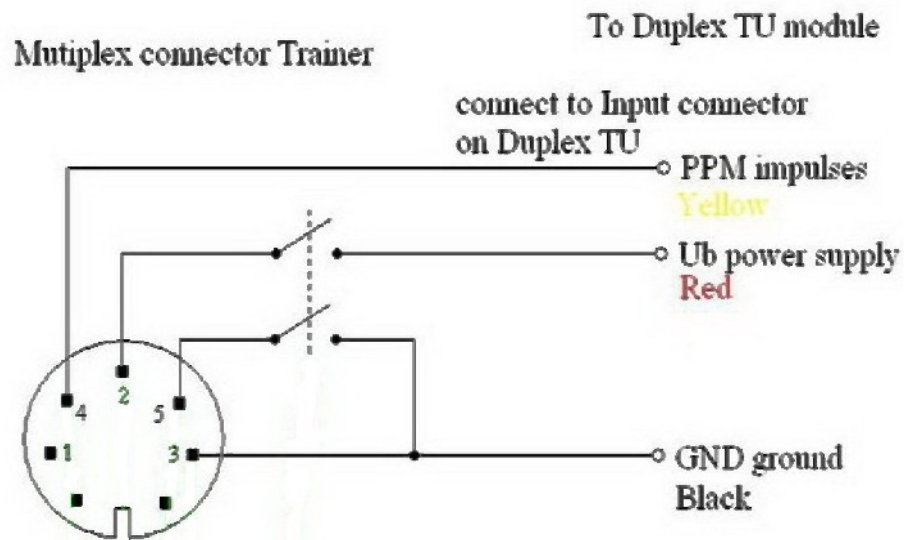 To Duplex TU module
Mutiplex connector Trainer
connect to Input connector
on Duplex TU
PPM impulses
Yellow
Ub power supply
Red
2
4
5
1
3
GND ground
Black